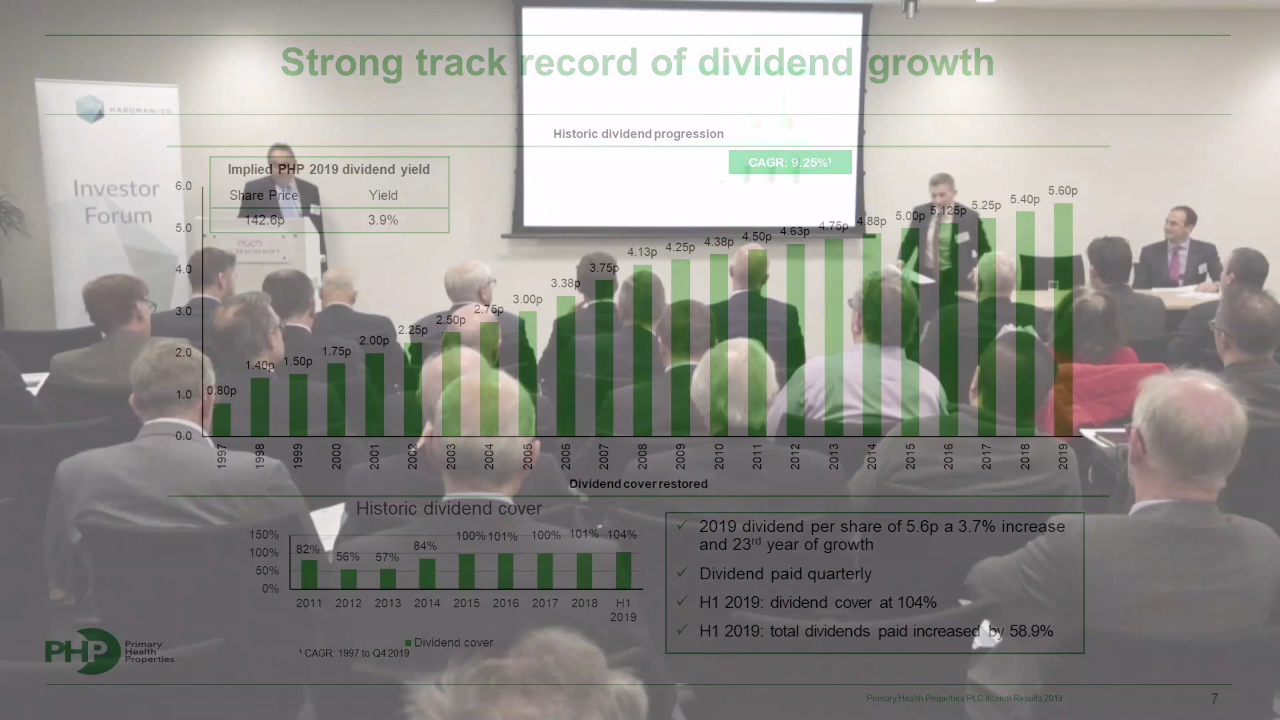 Strong track record of dividend growth
HARDMAN & CO
Investor
Forum
Historic dividend progression
CAGR: 9.25%¹
Implied PHP 2019 dividend yield
Share Price Yield
142.6p 3.9%
6.0
5.0
4.0
3.0
2.0
1.0
0.0
0.80p 1.40p 1.50p 1.75p 2.00p 2.25p 2.50p 2.75p 3.00p 3.38p 3.75p 4.13p 4.25p 4.38p 4.50p 4.63p 4.75p 4.88p 5.00p 5.125p 5.25p 5.40p 5.60p
1997 1998 1999 2000 2001 2002 2003 2004 2005 2006 2007 2008 2009 2010 2011 2012 2013 2014 2015 2016 2017 2018 2019
Dividend cover restored
Historic dividend cover
150%
100%
50%
0%
82% 56% 57% 84% 100% 101% 100% 101% 104%
2011 2012 2013 2014 2015 2016 2017 2018 H1
2019
Dividend cover
¹ CAGR: 1997 to Q4 2019
✓ 2019 dividend per share of 5.6p a 3.7% increase
and 23rd year of growth
✓ Dividend paid quarterly
✓ H1 2019: dividend cover at 104%
✓ H1 2019: total dividends paid increased by 58.9%
PHP
Primary
Health
Properties
Primary Health Properties PLC Interim Results 2019
7